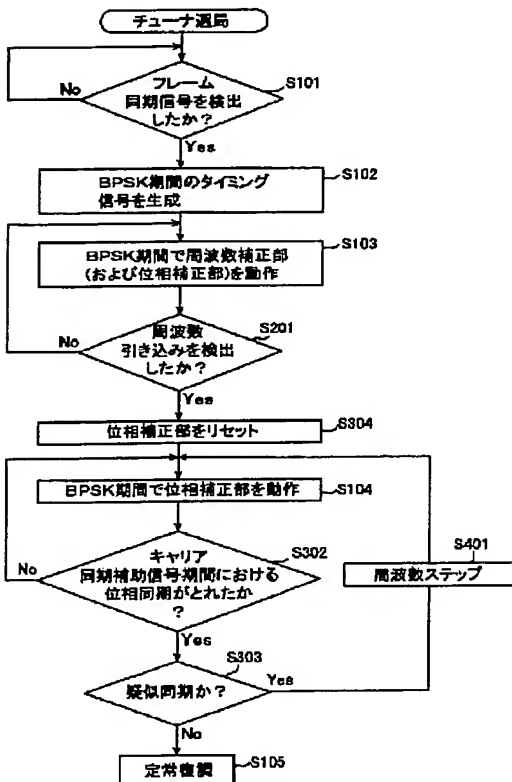 チューナ選局
フレーム
同期信号を検出
したか？
S101
No
Yes
BPSK期間のタイミング
信号を生成
S102
BPSK期間で周波数補正部
(および位相補正部)を動作
S103
周波数
引き込みを検出
したか？
S201
No
Yes
位相補正部をリセット
S304
BPSK期間で位相補正部を動作
S104
キャリア
同期補助信号期間における
位相同期がとれたか
？
S302
No
Yes
S401
周波数ステップ
疑似同期か？
S303
Yes
No
定常復調
S105